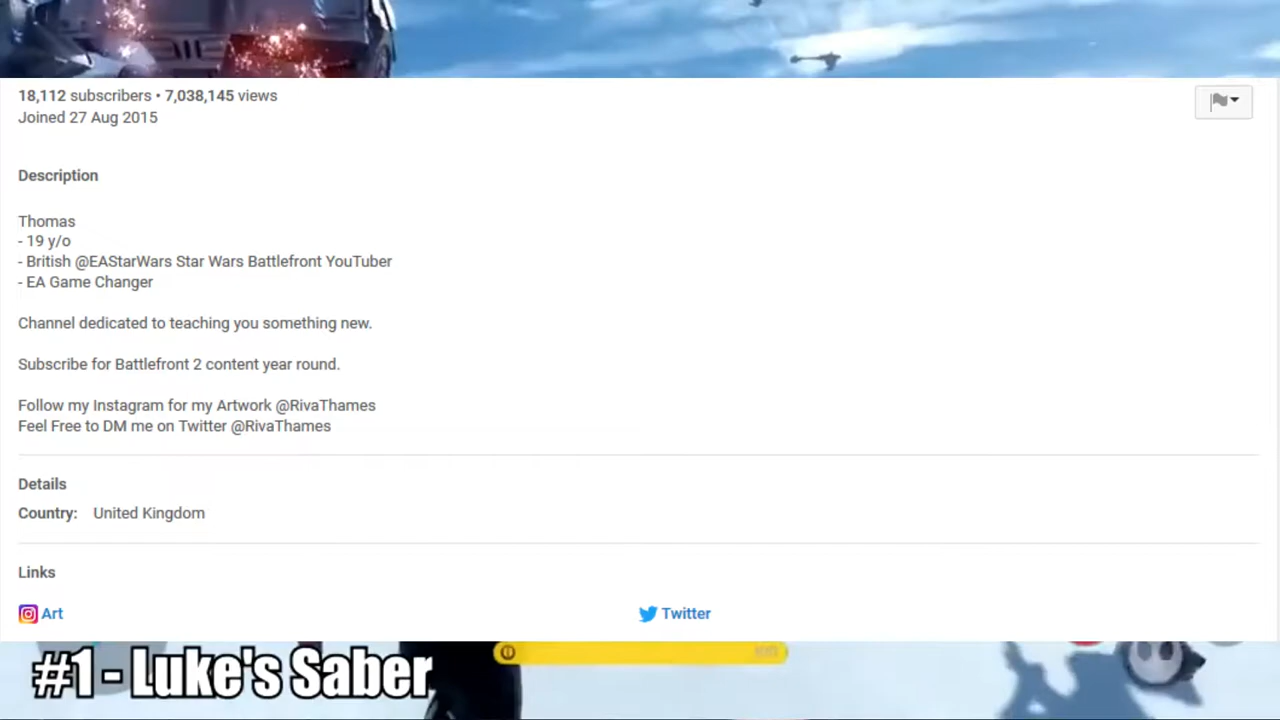 18,112 subscribers • 7,038,145 views
Joined 27 Aug 2015
Description
Thomas
- 19 y/o
- British @EAStarWars Star Wars Battlefront YouTuber
- EA Game Changer
Channel dedicated to teaching you something new.
Subscribe for Battlefront 2 content year round.
Follow my Instagram for my Artwork @RivaThames
Feel Free to DM me on Twitter @RivaThames
Details
Country: United Kingdom
Links
Art Twitter
#1 - Luke's Saber